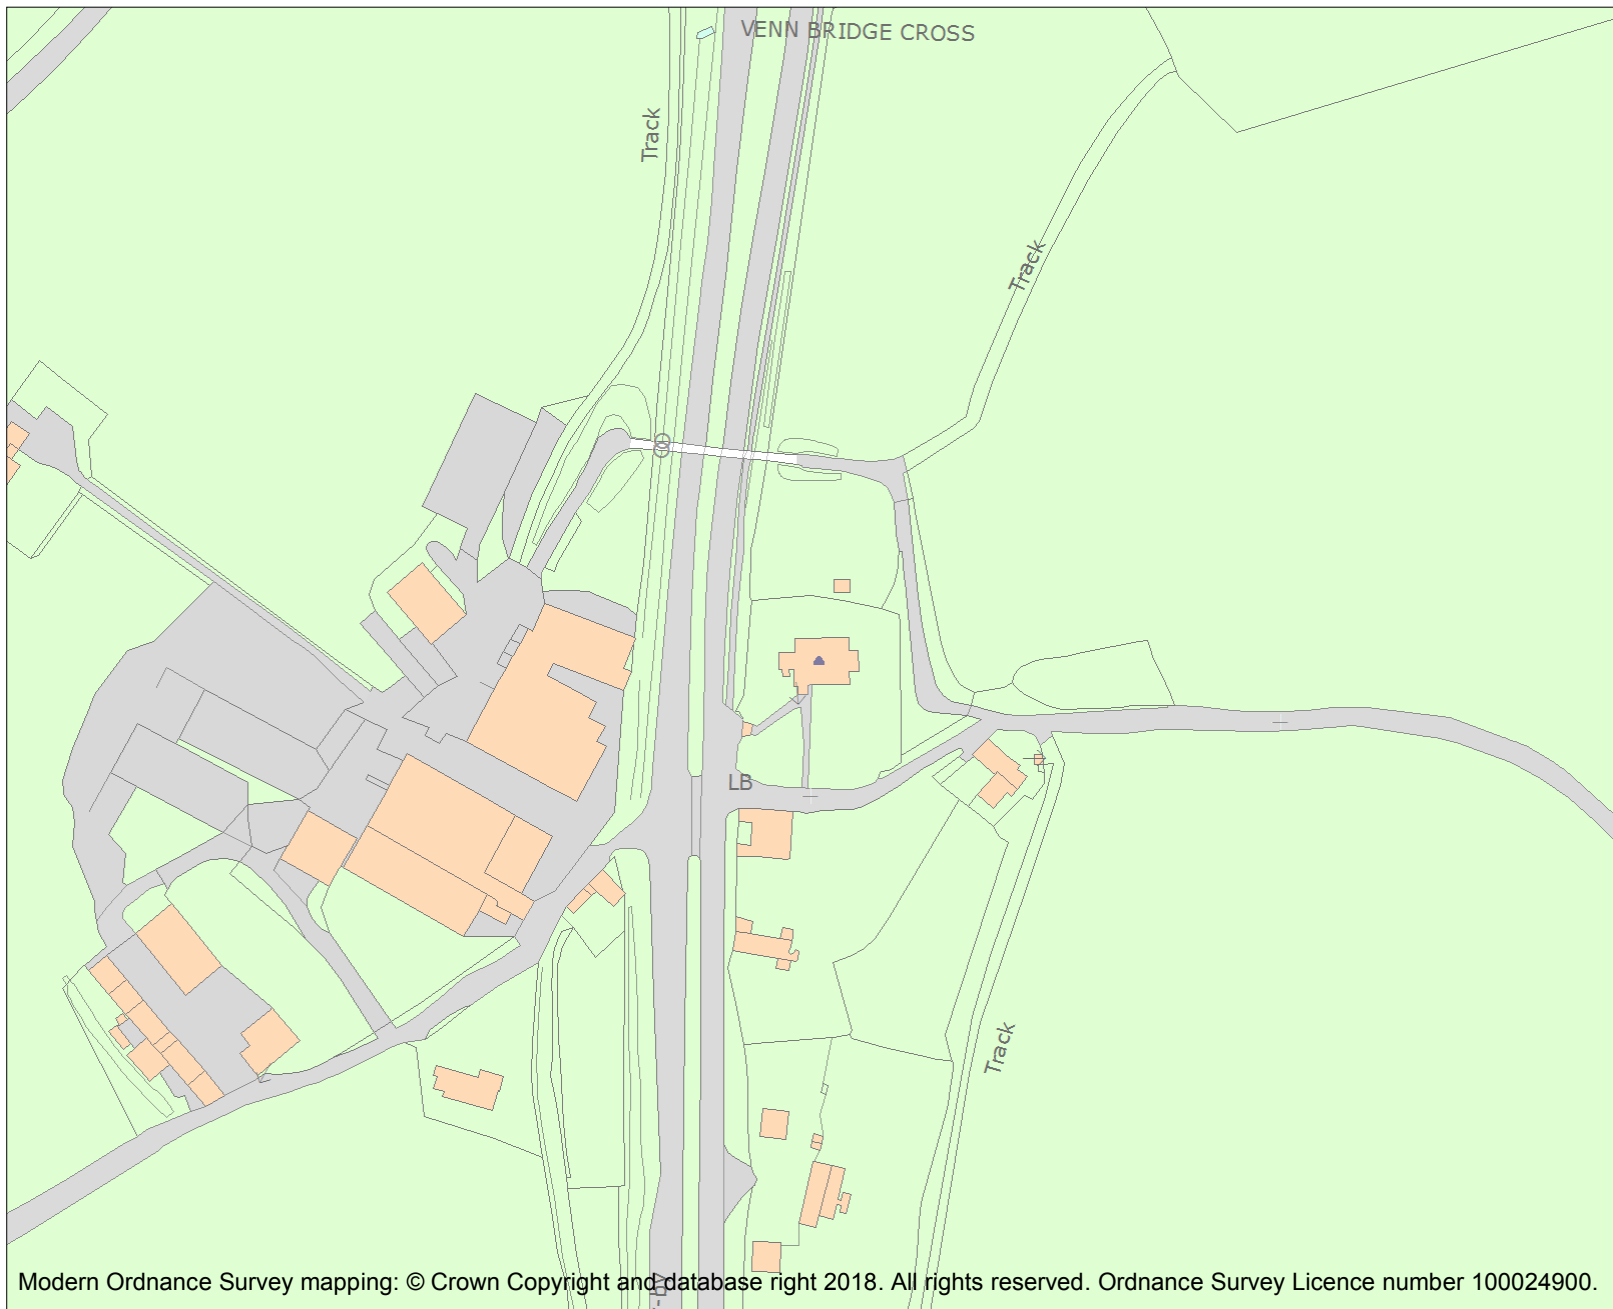 VENN BRIDGE CROSS
Track
Track
LB
Track
Modern Ordnance Survey mapping: © Crown Copyright and database right 2018. All rights reserved. Ordnance Survey Licence number 100024900.